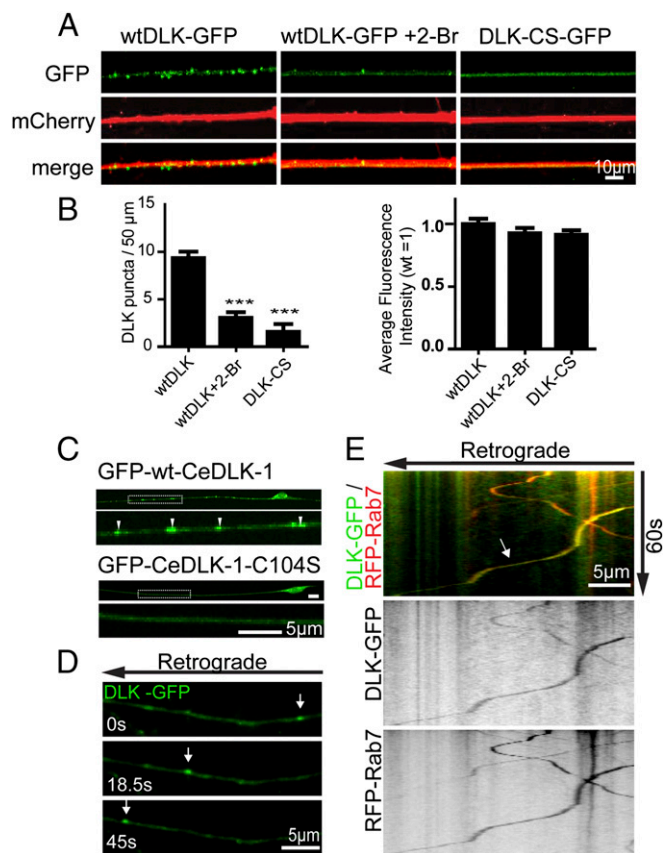 A
wtDLK-GFP
wtDLK-GFP +2-Br
DLK-CS-GFP
GFP
mCherry
merge
10µm
B
DLK puncta / 50 µm
15
10
5
0
***
***
wtDLK
wtDLK+2-Br
DLK-CS
Average Fluorescence
Intensity (wt =1)
1.0
0.5
0.0
wtDLK
wtDLK+2-Br
DLK-CS
C
GFP-wt-CeDLK-1
GFP-CeDLK-1-C104S
5µm
D
Retrograde
DLK -GFP
0s
18.5s
45s
5µm
E
Retrograde
DLK-GFP /
RFP-Rab7
60s
5µm
DLK-GFP
RFP-Rab7